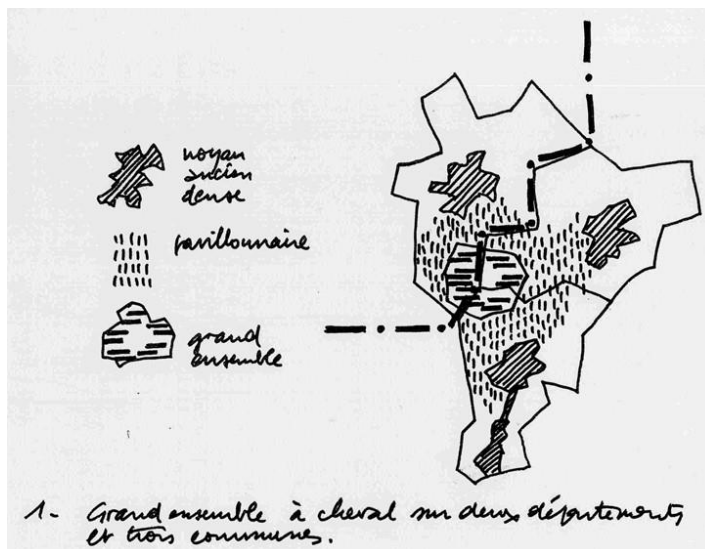 noyau
ancien
dense
pavillonnaire
grand
ensemble
1- Grand ensemble à cheval sur deux départements
et trois communes.